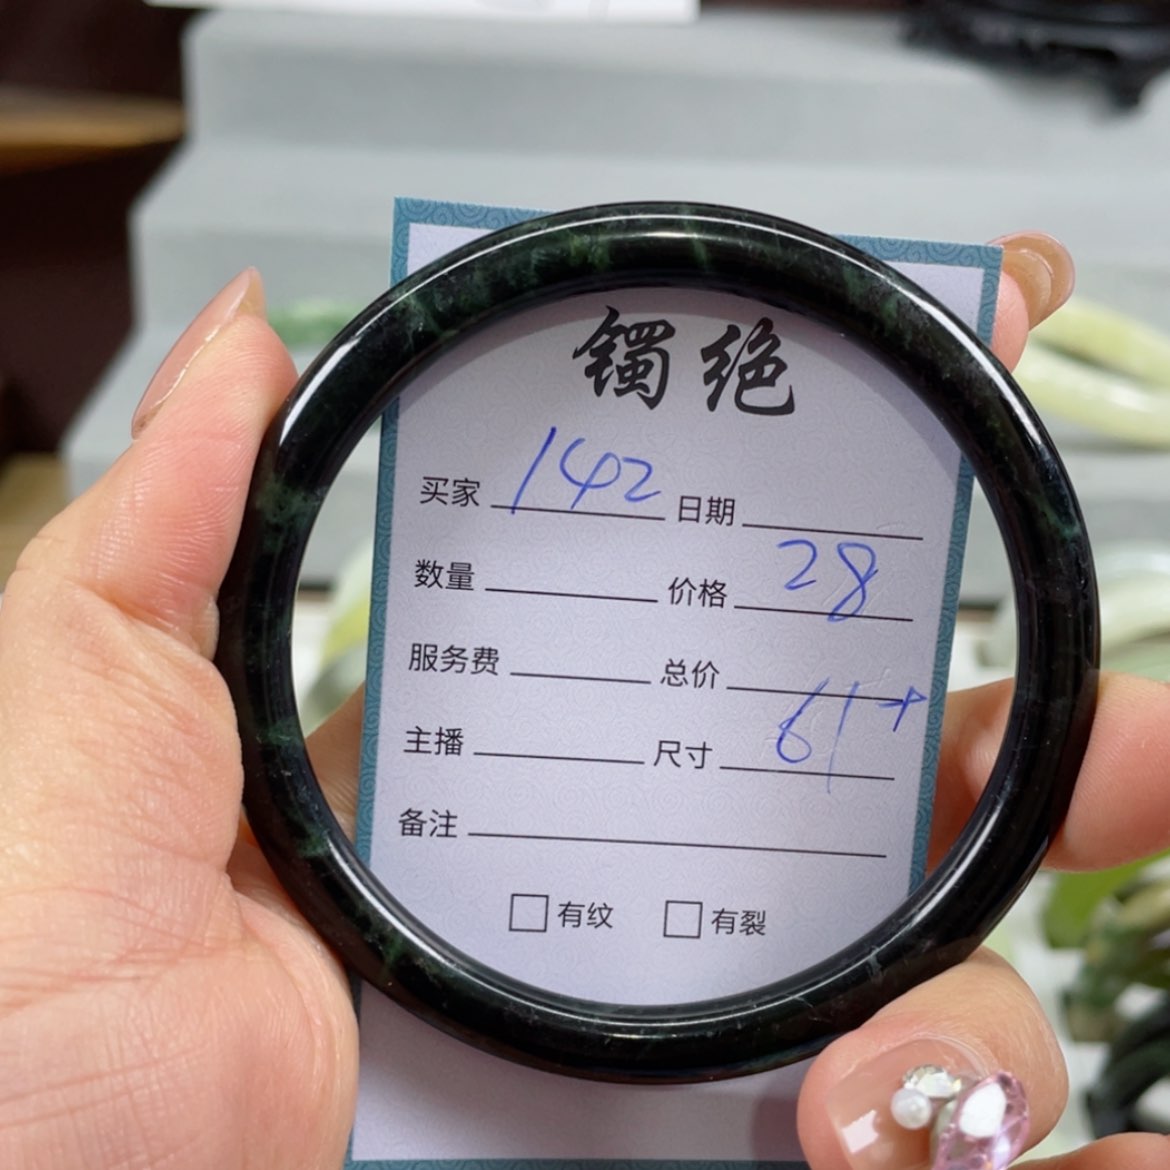 镯绝
买家 142 日期
数量 价格 28
服务费 总价
主播 尺寸 61+
备注
□有纹 □有裂